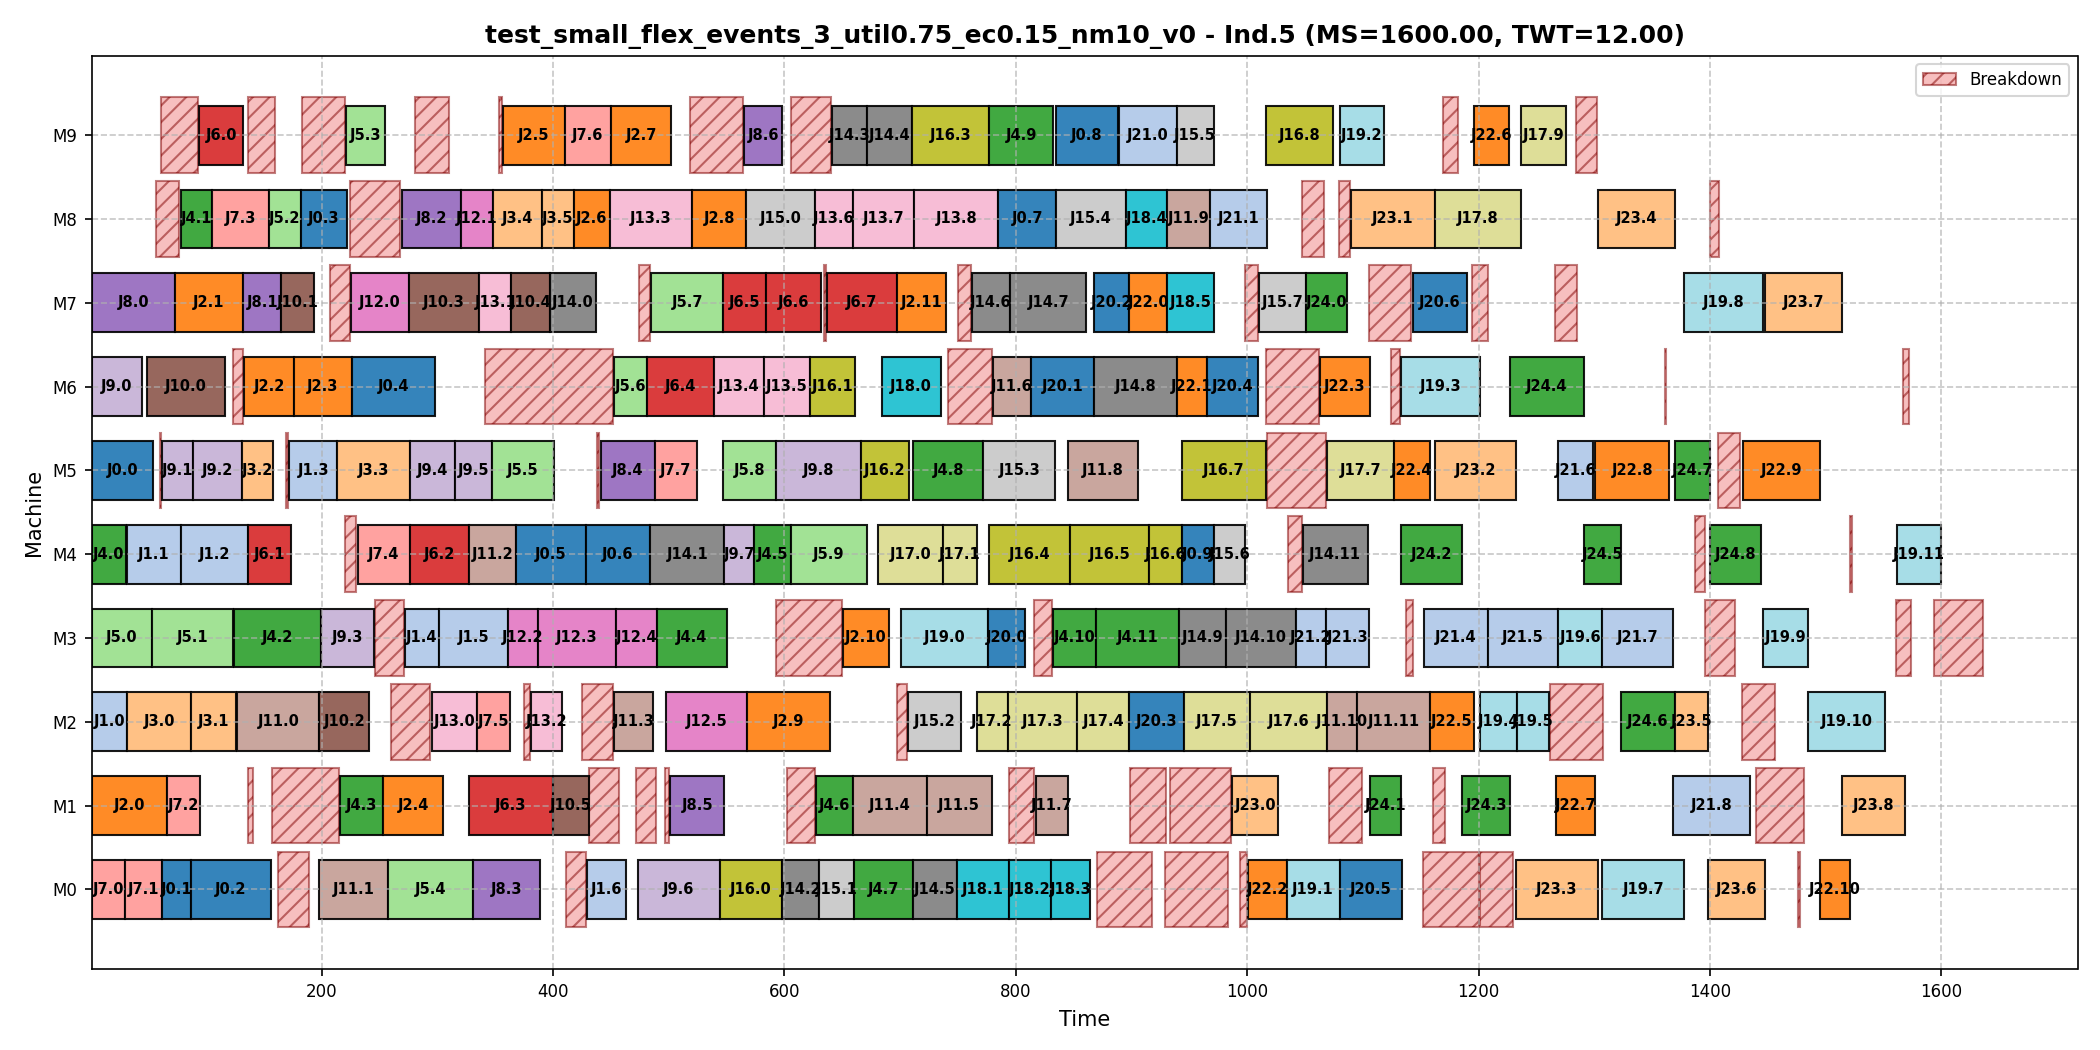 test_small_flex_events_3_util0.75_ec0.15_nm10_v0 - Ind.5 (MS=1600.00, TWT=12.00)
Breakdown
M9 J6.0 J5.3 J2.5 J7.6 J2.7 J8.6 J14.3 J14.4 J16.3 J4.9 J0.8 J21.0 J15.5 J16.8 J19.2 J22.6 J17.9
M8 J4.1 J7.3 J5.2 J0.3 J8.2 J12.1 J3.4 J3.5 J2.6 J13.3 J2.8 J15.0 J13.6 J13.7 J13.8 J0.7 J15.4 J18.4 J11.9 J21.1 J23.1 J17.8 J23.4
M7 J8.0 J2.1 J8.1 J10.1 J12.0 J10.3 J13.1 J10.4 J14.0 J5.7 J6.5 J6.6 J6.7 J2.11 J14.6 J14.7 J20.2 J22.0 J18.5 J15.7 J24.0 J20.6 J19.8 J23.7
M6 J9.0 J10.0 J2.2 J2.3 J0.4 J5.6 J6.4 J13.4 J13.5 J16.1 J18.0 J11.6 J20.1 J14.8 J22.1 J20.4 J22.3 J19.3 J24.4
M5 J0.0 J9.1 J9.2 J3.2 J1.3 J3.3 J9.4 J9.5 J5.5 J8.4 J7.7 J5.8 J9.8 J16.2 J4.8 J15.3 J11.8 J16.7 J17.7 J22.4 J23.2 J21.6 J22.8 J24.7 J22.9
M4 J4.0 J1.1 J1.2 J6.1 J7.4 J6.2 J11.2 J0.5 J0.6 J14.1 J9.7 J4.5 J5.9 J17.0 J17.1 J16.4 J16.5 J16.6 J0.9 J15.6 J14.11 J24.2 J24.5 J24.8 J19.11
M3 J5.0 J5.1 J4.2 J9.3 J1.4 J1.5 J12.2 J12.3 J12.4 J4.4 J2.10 J19.0 J20.0 J4.10 J4.11 J14.9 J14.10 J21.2 J21.3 J21.4 J21.5 J19.6 J21.7 J19.9
M2 J1.0 J3.0 J3.1 J11.0 J10.2 J13.0 J7.5 J13.2 J11.3 J12.5 J2.9 J15.2 J17.2 J17.3 J17.4 J20.3 J17.5 J17.6 J11.10 J11.11 J22.5 J19.4 J19.5 J24.6 J23.5 J19.10
M1 J2.0 J7.2 J4.3 J2.4 J6.3 J10.5 J8.5 J4.6 J11.4 J11.5 J11.7 J23.0 J24.1 J24.3 J22.7 J21.8 J23.8
M0 J7.0 J7.1 J0.1 J0.2 J11.1 J5.4 J8.3 J1.6 J9.6 J16.0 J14.2 J15.1 J4.7 J14.5 J18.1 J18.2 J18.3 J22.2 J19.1 J20.5 J23.3 J19.7 J23.6 J22.10
200 400 600 800 1000 1200 1400 1600
Time
Machine